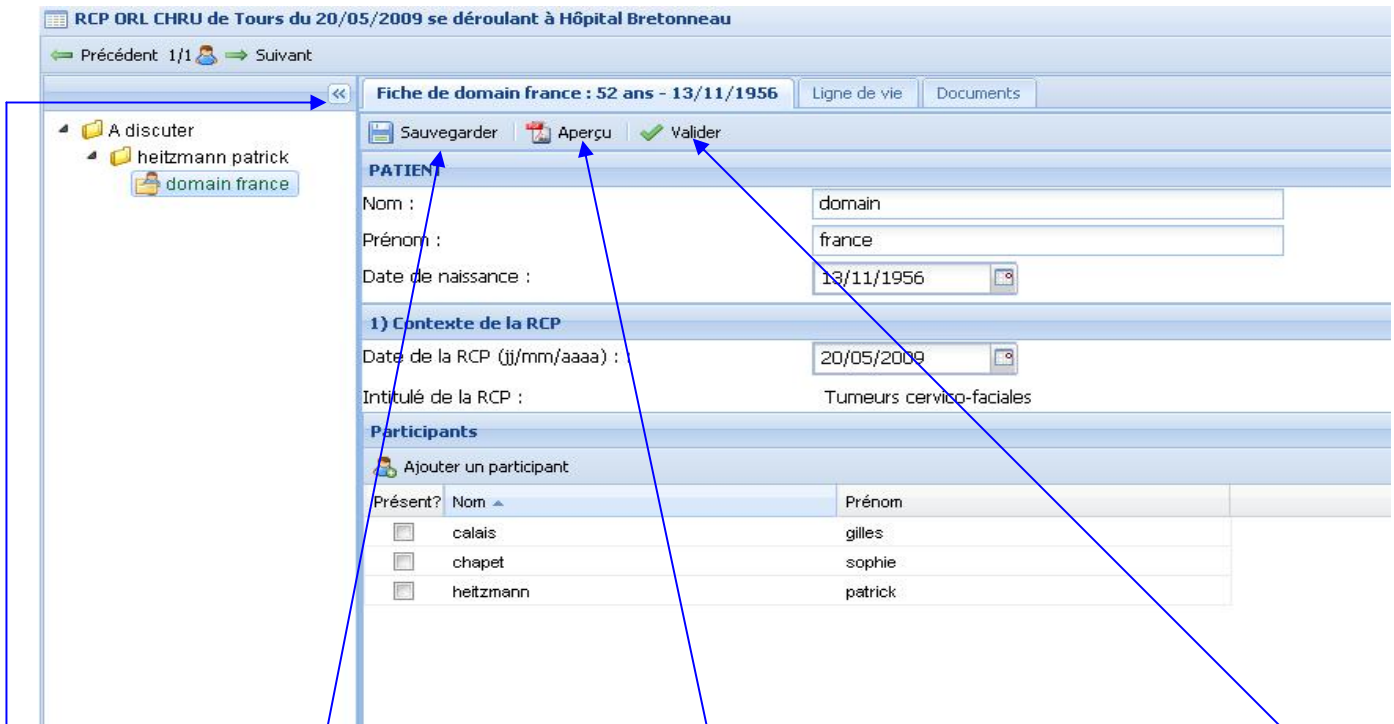 RCP ORL CHRU de Tours du 20/05/2009 se déroulant à Hôpital Bretonneau
Précédent 1/1 Suivant
Fiche de domain france : 52 ans - 13/11/1956 Ligne de vie Documents
A discuter
heitzmann patrick
domain france
Sauvegarder Aperçu Valider
PATIENT
Nom : domain
Prénom : france
Date de naissance : 13/11/1956
1) Contexte de la RCP
Date de la RCP (jj/mm/aaaa) : : 20/05/2009
Intitulé de la RCP : Tumeurs cervico-faciales
Participants
Ajouter un participant
Présent? Nom Prénom
calais gilles
chapet sophie
heitzmann patrick